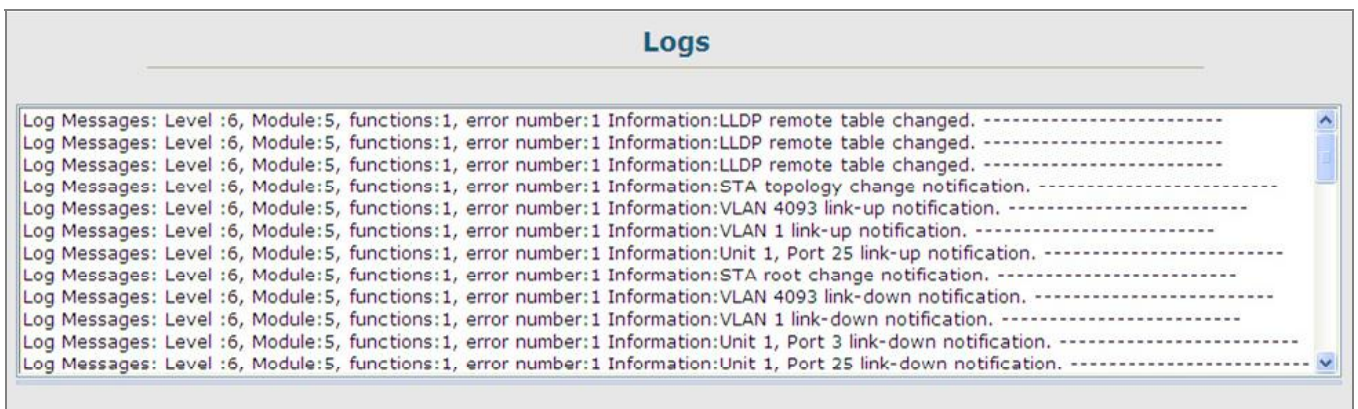 Logs
Log Messages: Level :6, Module:5, functions:1, error number:1 Information:LLDP remote table changed. -------------------------
Log Messages: Level :6, Module:5, functions:1, error number:1 Information:LLDP remote table changed. -------------------------
Log Messages: Level :6, Module:5, functions:1, error number:1 Information:LLDP remote table changed. -------------------------
Log Messages: Level :6, Module:5, functions:1, error number:1 Information:STA topology change notification. -------------------------
Log Messages: Level :6, Module:5, functions:1, error number:1 Information:VLAN 4093 link-up notification. -------------------------
Log Messages: Level :6, Module:5, functions:1, error number:1 Information:VLAN 1 link-up notification. -------------------------
Log Messages: Level :6, Module:5, functions:1, error number:1 Information:Unit 1, Port 25 link-up notification. -------------------------
Log Messages: Level :6, Module:5, functions:1, error number:1 Information:STA root change notification. -------------------------
Log Messages: Level :6, Module:5, functions:1, error number:1 Information:VLAN 4093 link-down notification. -------------------------
Log Messages: Level :6, Module:5, functions:1, error number:1 Information:VLAN 1 link-down notification. -------------------------
Log Messages: Level :6, Module:5, functions:1, error number:1 Information:Unit 1, Port 3 link-down notification. -------------------------
Log Messages: Level :6, Module:5, functions:1, error number:1 Information:Unit 1, Port 25 link-down notification. -------------------------